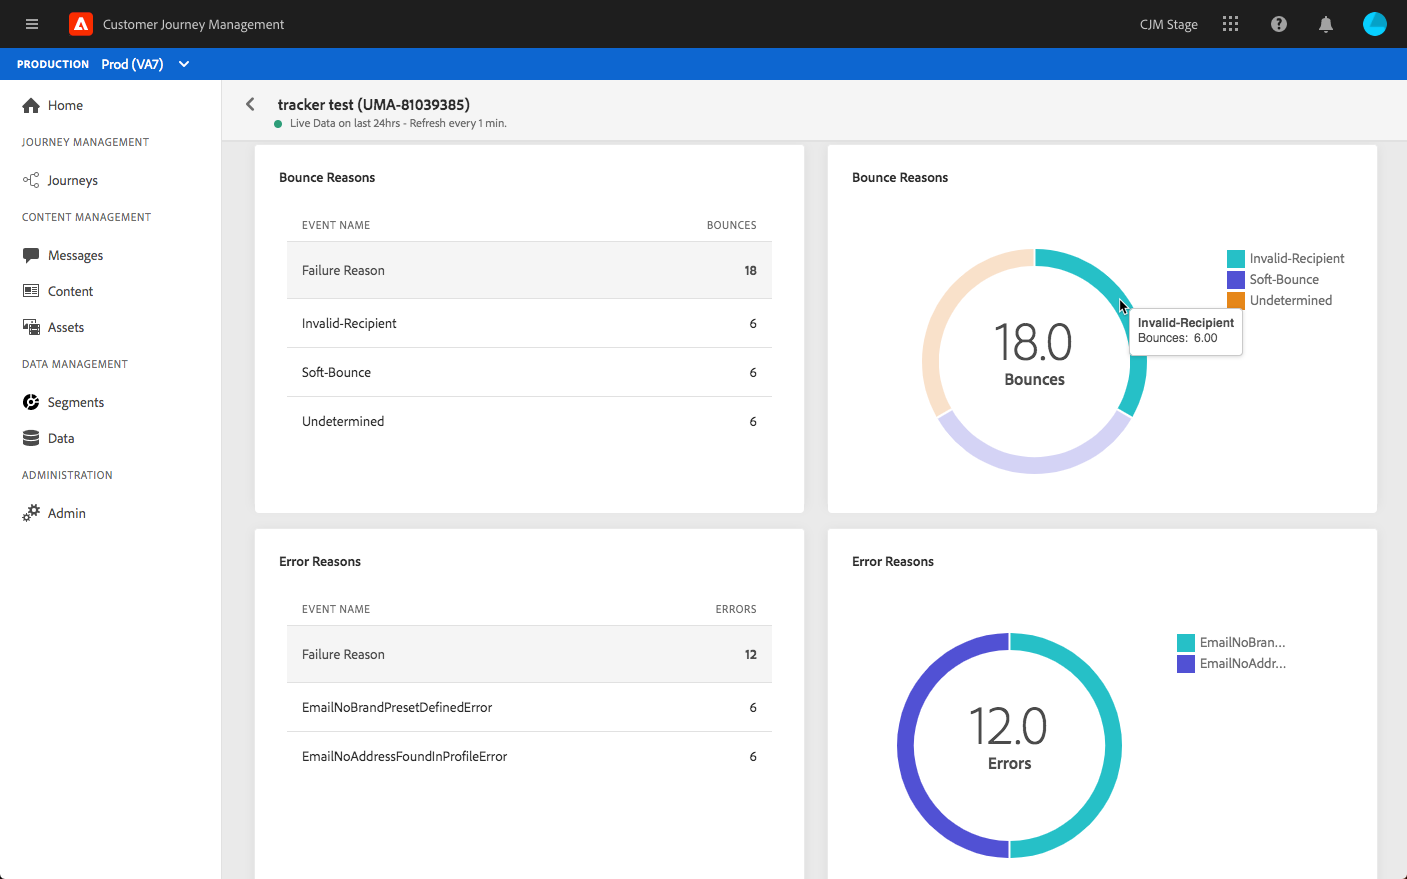 Customer Journey Management
CJM Stage
PRODUCTION Prod (VA7)
Home
JOURNEY MANAGEMENT
Journeys
CONTENT MANAGEMENT
Messages
Content
Assets
DATA MANAGEMENT
Segments
Data
ADMINISTRATION
Admin
tracker test (UMA-81039385)
Live Data on last 24hrs - Refresh every 1 min.
Bounce Reasons
EVENT NAME BOUNCES
Failure Reason 18
Invalid-Recipient 6
Soft-Bounce 6
Undetermined 6
Bounce Reasons
18.0
Bounces
Invalid-Recipient
Soft-Bounce
Undetermined
Invalid-Recipient
Bounces: 6.00
Error Reasons
EVENT NAME ERRORS
Failure Reason 12
EmailNoBrandPresetDefinedError 6
EmailNoAddressFoundInProfileError 6
Error Reasons
12.0
Errors
EmailNoBran...
EmailNoAddr...